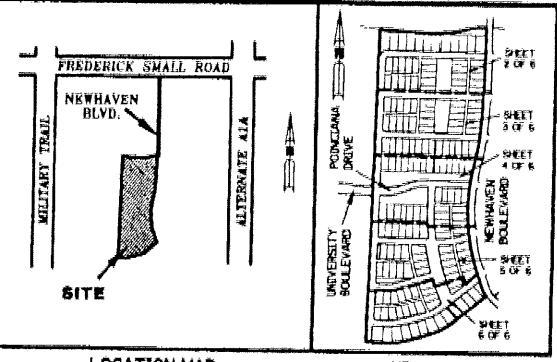 FREDERICK SMALL ROAD
NEWHAVEN
BLVD.
MILITARY TRAIL
ALTERNATE A1A
SITE
LOCATION MAP
SHEET
2 OF 6
SHEET
3 OF 6
SHEET
4 OF 6
POINCIANA
DRIVE
UNIVERSITY
BOULEVARD
NEWHAVEN
BOULEVARD
SHEET
5 OF 6
SHEET
6 OF 6